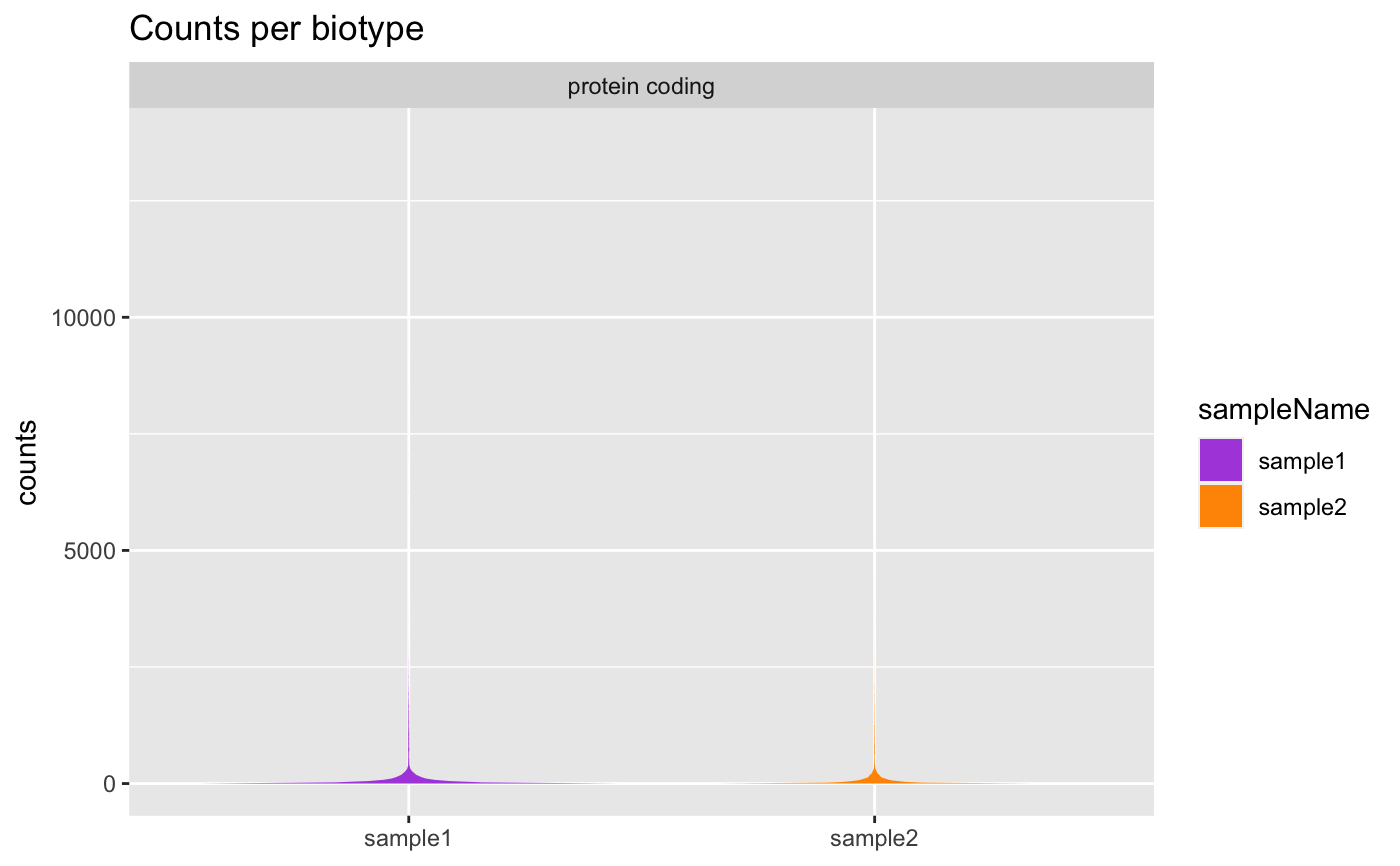 Counts per biotype
protein coding
10000
5000
0
counts
sample1
sample2
sampleName
sample1
sample2